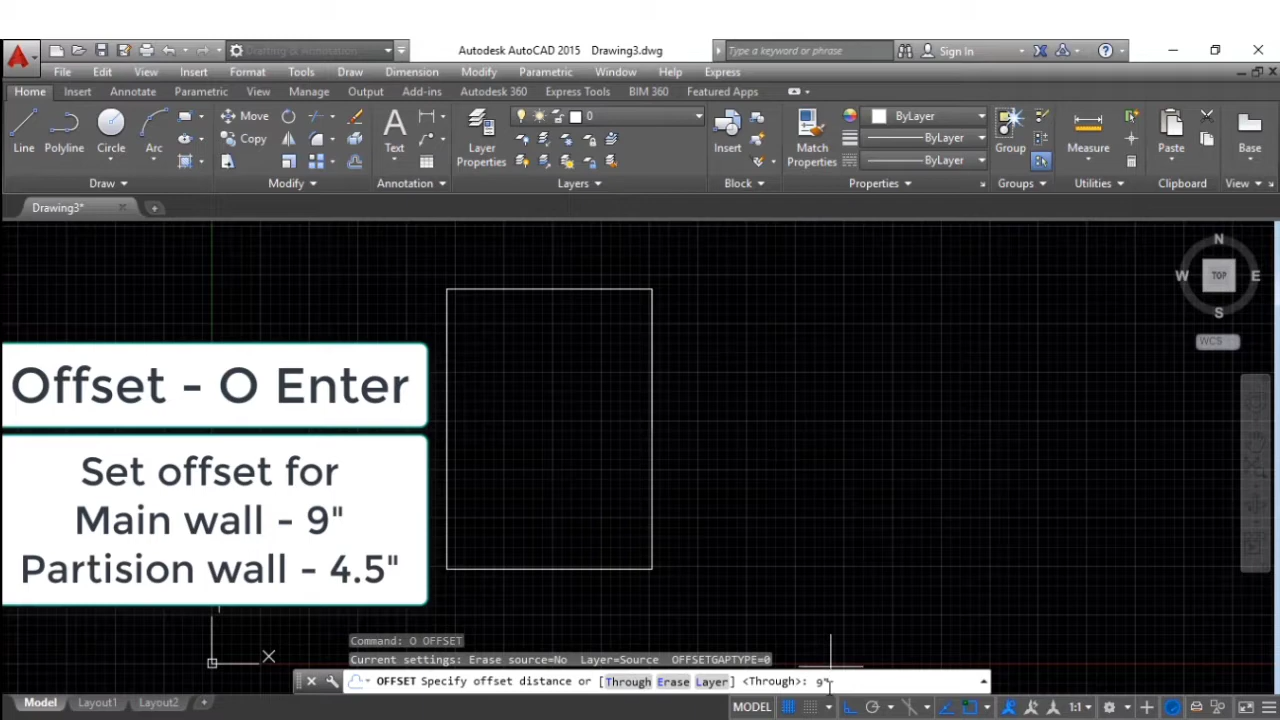 Drafting & Annotation
Autodesk AutoCAD 2015 Drawing3.dwg
Type a keyword or phrase
Sign In
File Edit View Insert Format Tools Draw Dimension Modify Parametric Window Help Express
Home Insert Annotate Parametric View Manage Output Add-ins Autodesk 360 Express Tools BIM 360 Featured Apps
Line Polyline Circle Arc
Move
Copy
Text
Layer Properties
0
Insert
Match Properties
ByLayer
ByLayer
ByLayer
Group
Measure
Paste
Base
Draw Modify Annotation Layers Block Properties Groups Utilities Clipboard View
Drawing3*
N
W TOP E
S
WCS
Offset - O Enter
Set offset for
Main wall - 9"
Partision wall - 4.5"
X
Command: O OFFSET
Current settings: Erase source=No Layer=Source OFFSETGAPTYPE=0
OFFSET Specify offset distance or [Through Erase Layer] <Through>: 9"
Model Layout1 Layout2 +
MODEL 1:1